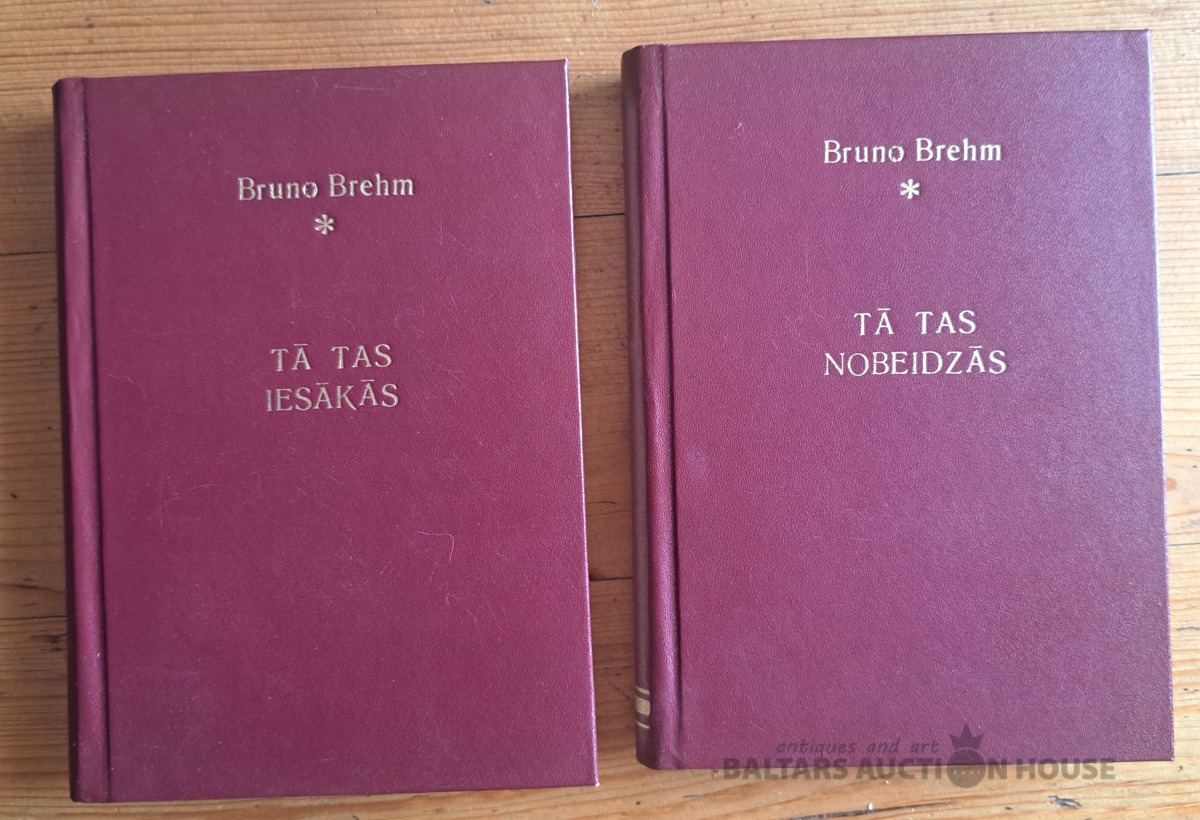 Bruno Brehm
*
TĀ TAS
IESĀKĀS
Bruno Brehm
*
TĀ TAS
NOBEIDZĀS
antiques and art
BALTARS AUCTION HOUSE